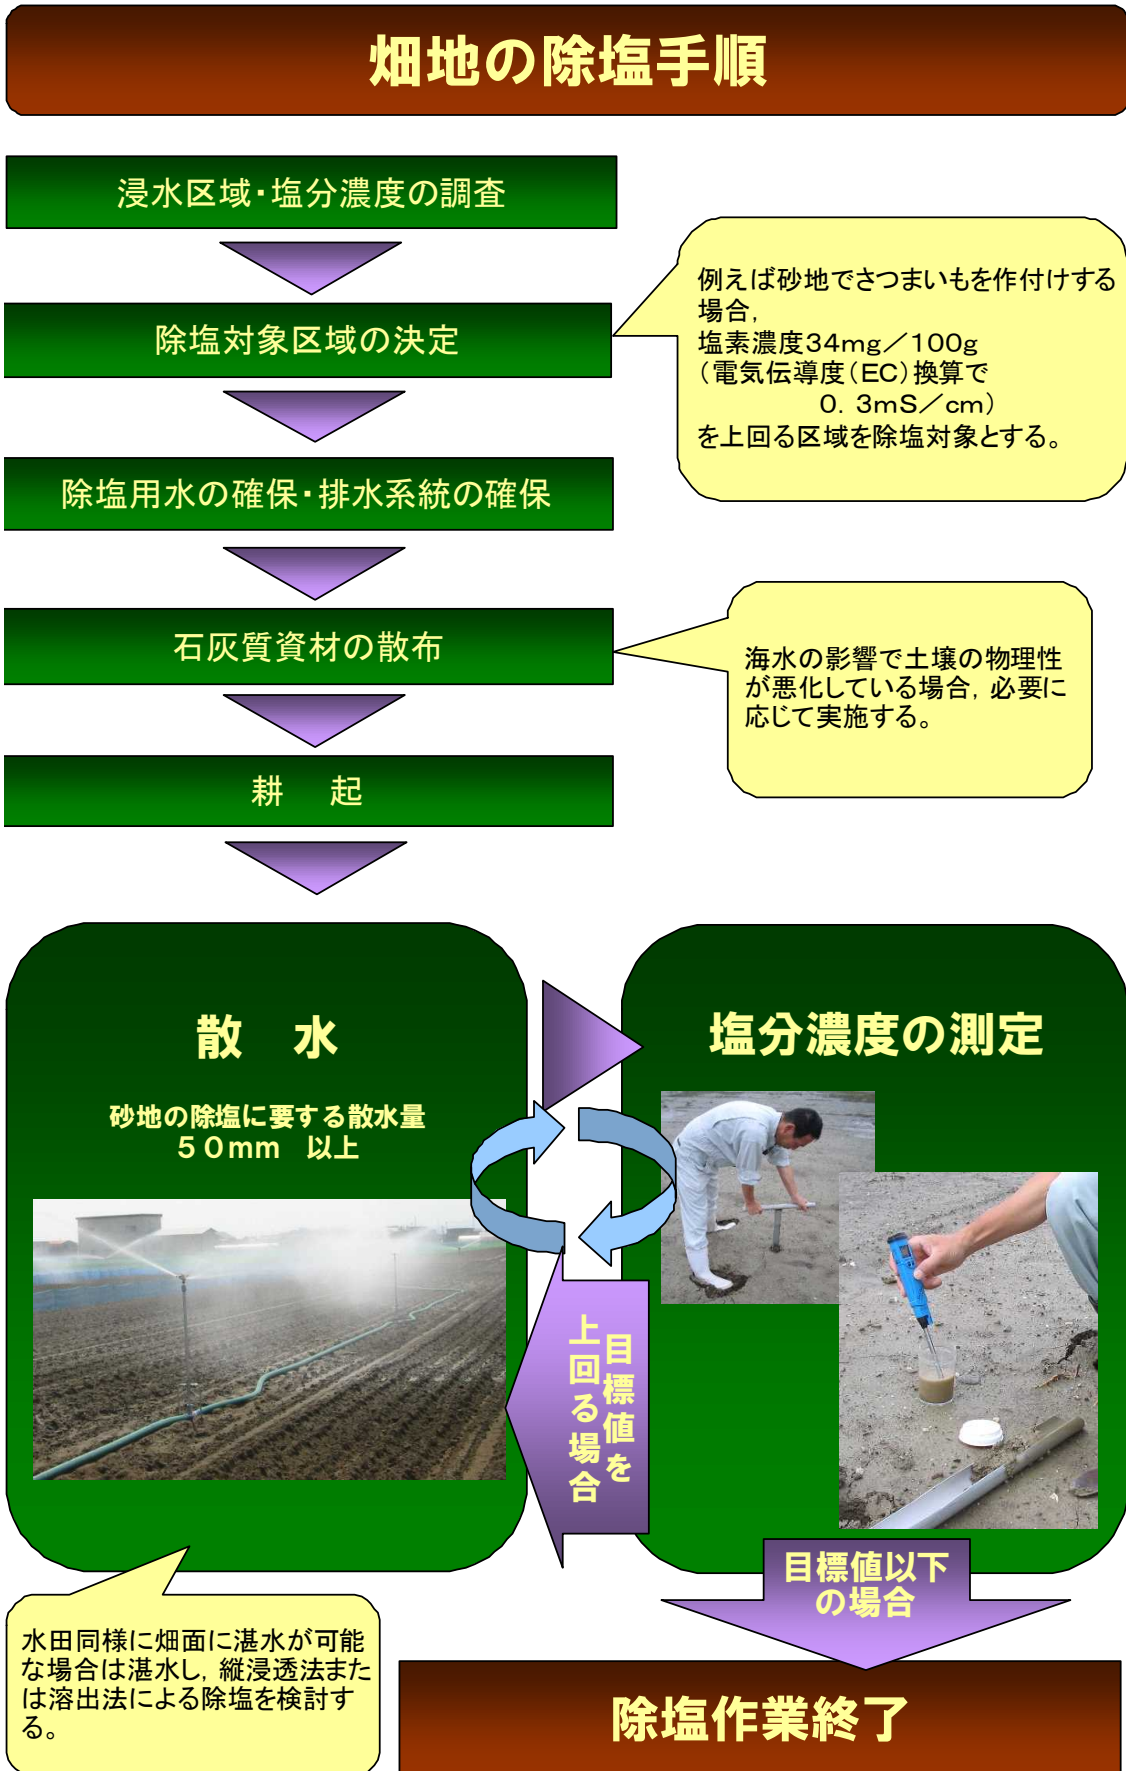 畑地の除塩手順
浸水区域・塩分濃度の調査
除塩対象区域の決定
例えば砂地でさつまいもを作付けする
場合,
塩素濃度34mg／100g
（電気伝導度（EC）換算で
0．3mS／cm）
を上回る区域を除塩対象とする。
除塩用水の確保・排水系統の確保
石灰質資材の散布
海水の影響で土壌の物理性
が悪化している場合, 必要に
応じて実施する。
耕　起
散　水
砂地の除塩に要する散水量
５０mm　以上
塩分濃度の測定
目標値を
上回る場合
目標値以下
の場合
水田同様に畑面に湛水が可能
な場合は湛水し, 縦浸透法また
は溶出法による除塩を検討す
る。
除塩作業終了